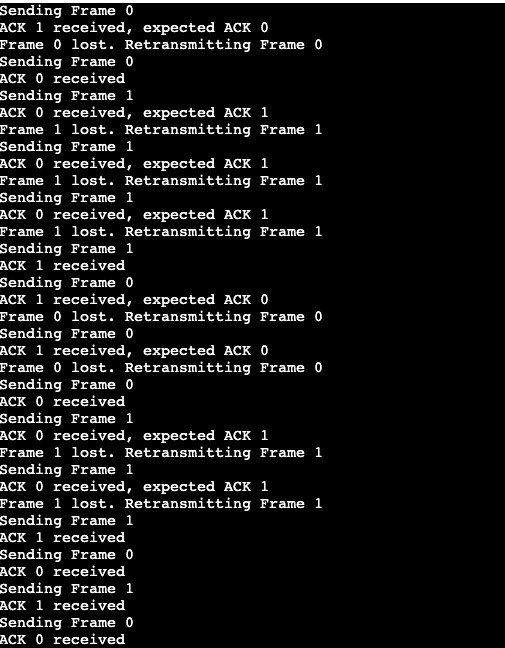 Sending Frame 0
ACK 1 received, expected ACK 0
Frame 0 lost. Retransmitting Frame 0
Sending Frame 0
ACK 0 received
Sending Frame 1
ACK 0 received, expected ACK 1
Frame 1 lost. Retransmitting Frame 1
Sending Frame 1
ACK 0 received, expected ACK 1
Frame 1 lost. Retransmitting Frame 1
Sending Frame 1
ACK 0 received, expected ACK 1
Frame 1 lost. Retransmitting Frame 1
Sending Frame 1
ACK 1 received
Sending Frame 0
ACK 1 received, expected ACK 0
Frame 0 lost. Retransmitting Frame 0
Sending Frame 0
ACK 1 received, expected ACK 0
Frame 0 lost. Retransmitting Frame 0
Sending Frame 0
ACK 0 received
Sending Frame 1
ACK 0 received, expected ACK 1
Frame 1 lost. Retransmitting Frame 1
Sending Frame 1
ACK 0 received, expected ACK 1
Frame 1 lost. Retransmitting Frame 1
Sending Frame 1
ACK 1 received
Sending Frame 0
ACK 0 received
Sending Frame 1
ACK 1 received
Sending Frame 0
ACK 0 received